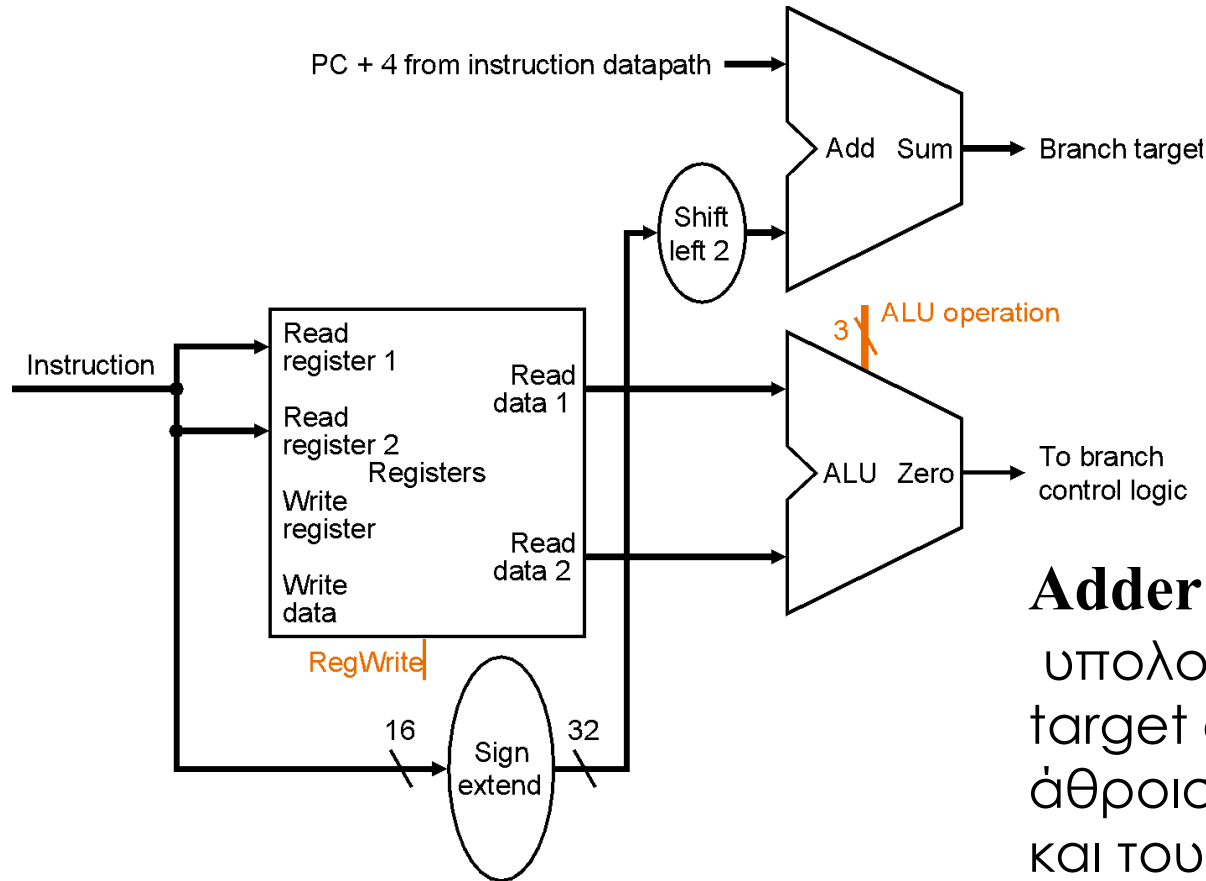 PC + 4 from instruction datapath
Add Sum
Branch target
Shift
left 2
ALU operation
3
Instruction
Read
register 1
Read
data 1
Read
register 2
Registers
ALU Zero
To branch
control logic
Write
register
Read
data 2
Write
data
RegWrite
16
Sign
extend
32
Adder
target
και του